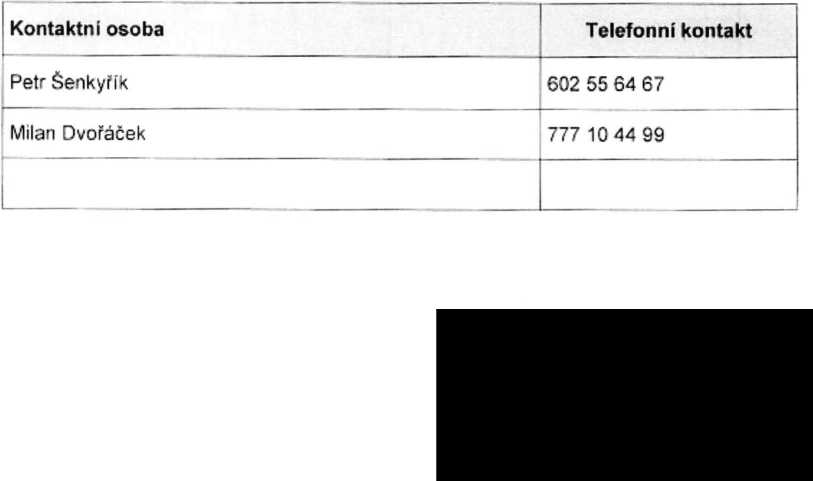 Kontaktní osoba Telefonní kontakt
Petr Šenkyřík 602 55 64 67
Milan Dvořáček 777 10 44 99